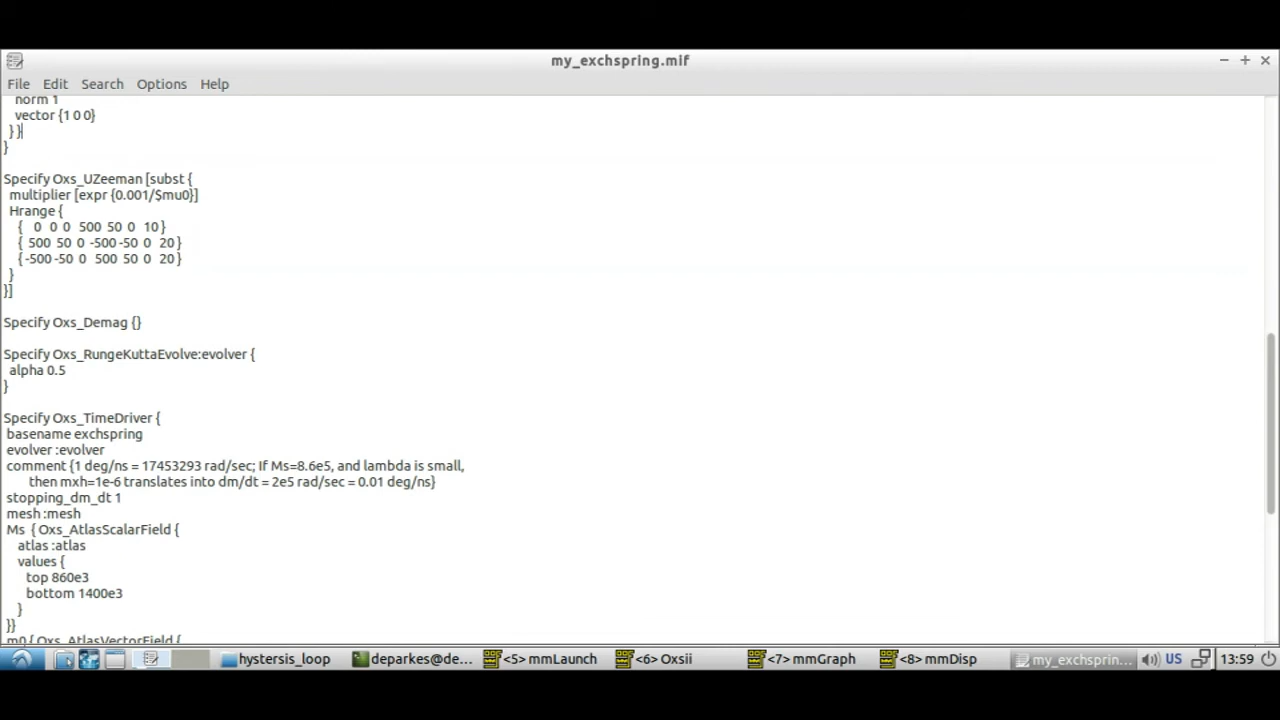 my_exchspring.mif
File Edit Search Options Help
norm 1
vector {1 0 0}
} }
}
Specify Oxs_UZeeman [subst {
multiplier [expr {0.001/$mu0}]
Hrange {
{ 0 0 0 500 50 0 10 }
{ 500 50 0 -500 -50 0 20 }
{ -500 -50 0 500 50 0 20 }
}
}]
Specify Oxs_Demag {}
Specify Oxs_RungeKuttaEvolve:evolver {
alpha 0.5
}
Specify Oxs_TimeDriver {
basename exchspring
evolver :evolver
comment {1 deg/ns = 17453293 rad/sec; If Ms=8.6e5, and lambda is small,
then mxh=1e-6 translates into dm/dt = 2e5 rad/sec = 0.01 deg/ns}
stopping_dm_dt 1
mesh :mesh
Ms { Oxs_AtlasScalarField {
atlas :atlas
values {
top 860e3
bottom 1400e3
}
}}
m0 { Oxs_AtlasVectorField {
hystersis_loop deparkes@de... <5> mmLaunch <6> Oxsii <7> mmGraph <8> mmDisp my_exchsprin... US 13:59